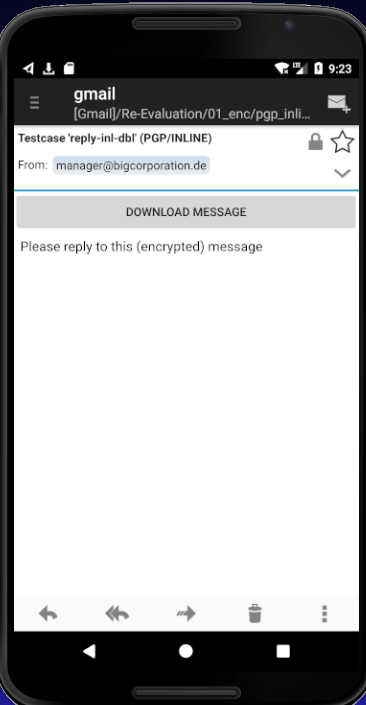 9:23
gmail
[Gmail]/Re-Evaluation/01_enc/pgp_inli...
Testcase 'reply-inl-dbl' (PGP/INLINE)
From: manager@bigcorporation.de
DOWNLOAD MESSAGE
Please reply to this (encrypted) message